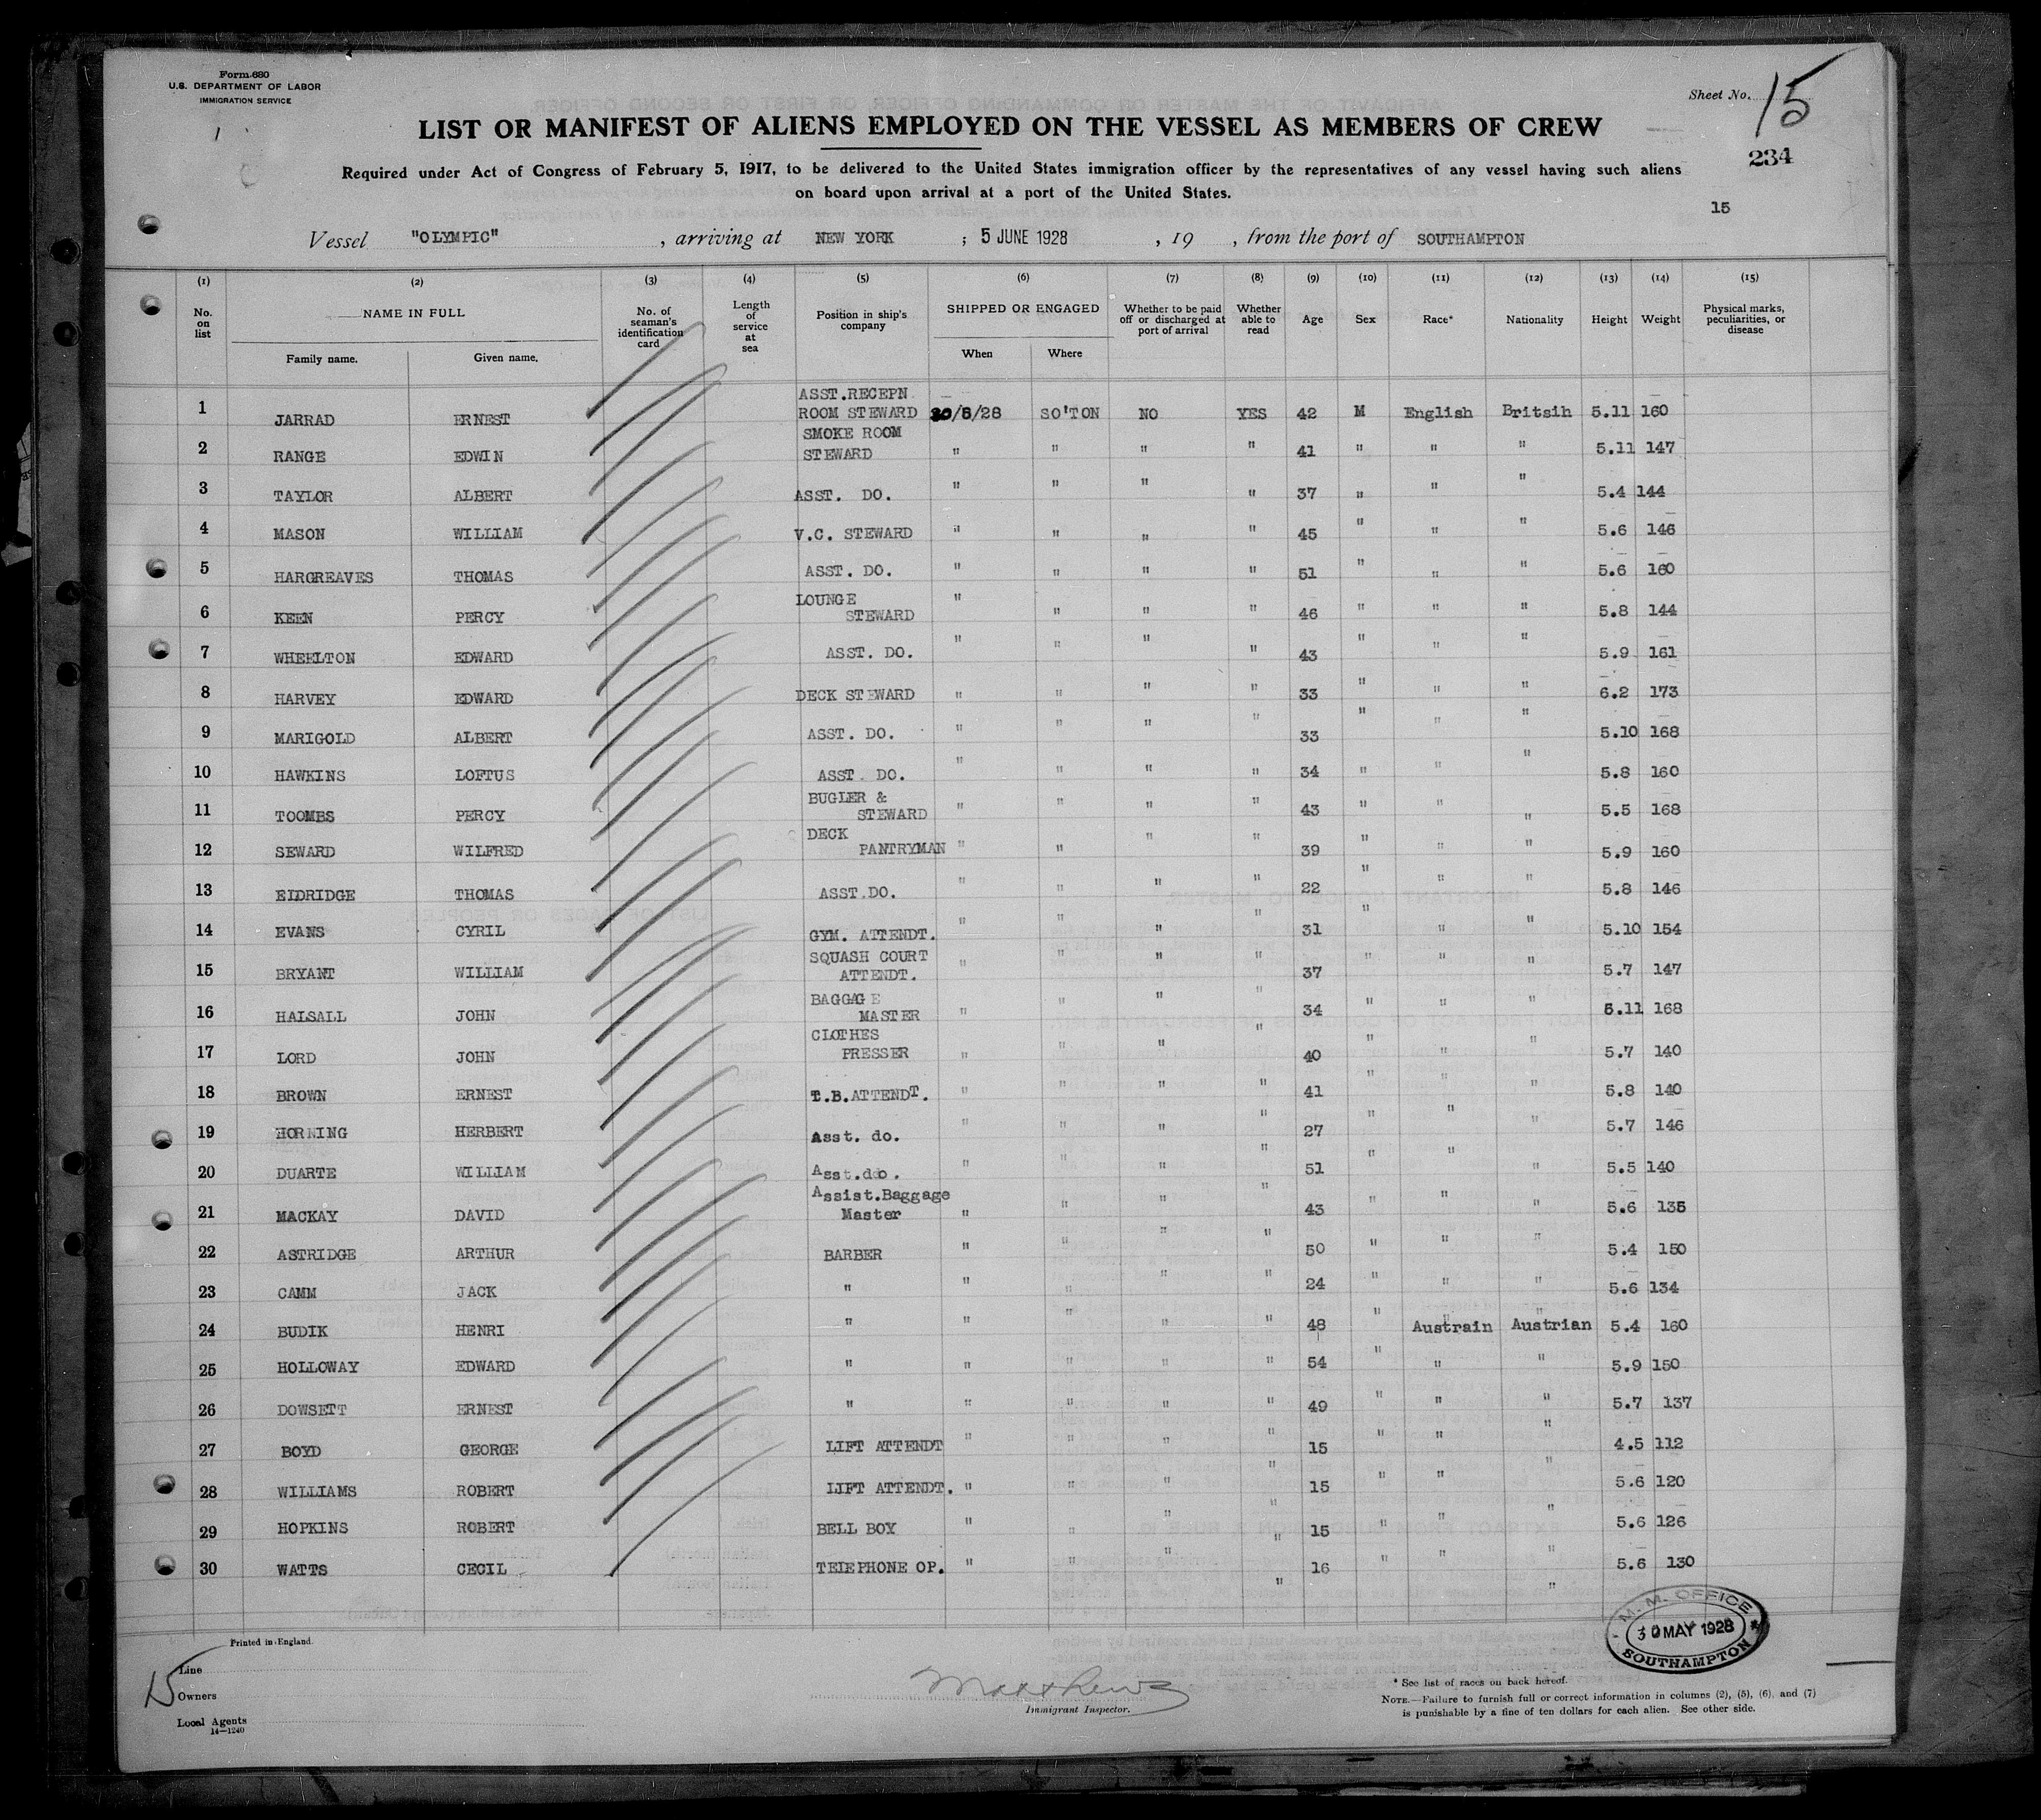 Form 680
U.S. DEPARTMENT OF LABOR
IMMIGRATION SERVICE
Sheet No. 15
234
15
LIST OR MANIFEST OF ALIENS EMPLOYED ON THE VESSEL AS MEMBERS OF CREW
Required under Act of Congress of February 5, 1917, to be delivered to the United States immigration officer by the representatives of any vessel having such aliens
on board upon arrival at a port of the United States.
Vessel "OLYMPIC" , arriving at NEW YORK ; 5 JUNE 1928 , 19 , from the port of SOUTHAMPTON
(1) (2) (3) (4) (5) (6) (7) (8) (9) (10) (11) (12) (13) (14) (15)
No. on list NAME IN FULL Family name. Given name. No. of seaman's identification card Length of service at sea Position in ship's company SHIPPED OR ENGAGED When Where Whether to be paid off or discharged at port of arrival Whether able to read Age Sex Race* Nationality Height Weight Physical marks, peculiarities, or disease
1 JARRAD ERNEST ASST.RECEPN ROOM STEWARD 30/5/28 SO'TON NO YES 42 M English Britsih 5.11 160
2 RANGE EDWIN SMOKE ROOM STEWARD " " " " 41 " " " 5.11 147
3 TAYLOR ALBERT ASST. DO. " " " " 37 " " " 5.4 144
4 MASON WILLIAM V.C. STEWARD " " " " 45 " " " 5.6 146
5 HARGREAVES THOMAS ASST. DO. " " " " 51 " " " 5.6 160
6 KEEN PERCY LOUNGE STEWARD " " " " 46 " " " 5.8 144
7 WHEELTON EDWARD ASST. DO. " " " " 43 " " " 5.9 161
8 HARVEY EDWARD DECK STEWARD " " " " 33 " " " 6.2 173
9 MARIGOLD ALBERT ASST. DO. " " " " 33 " " " 5.10 168
10 HAWKINS LOFTUS ASST. DO. " " " " 34 " " " 5.8 160
11 TOOMBS PERCY BUGLER & STEWARD " " " " 43 " " " 5.5 168
12 SEWARD WILFRED DECK PANTRYMAN " " " " 39 " " " 5.9 160
13 EIDRIDGE THOMAS ASST.DO. " " " " 22 " " " 5.8 146
14 EVANS CYRIL GYM. ATTENDT. " " " " 31 " " " 5.10 154
15 BRYANT WILLIAM SQUASH COURT ATTENDT. " " " " 37 " " " 5.7 147
16 HALSALL JOHN BAGGAGE MASTER " " " " 34 " " " 5.11 168
17 LORD JOHN CLOTHES PRESSER " " " " 40 " " " 5.7 140
18 BROWN ERNEST T.B.ATTENDT. " " " " 41 " " " 5.8 140
19 HORNING HERBERT Asst. do. " " " " 27 " " " 5.7 146
20 DUARTE WILLIAM Asst.do. " " " " 51 " " " 5.5 140
21 MACKAY DAVID Assist.Baggage Master " " " " 43 " " " 5.6 135
22 ASTRIDGE ARTHUR BARBER " " " " 50 " " " 5.4 150
23 CAMM JACK " " " " " 24 " " 5.6 134
24 BUDIK HENRI " " " " " 48 " Austrain Austrian 5.4 160
25 HOLLOWAY EDWARD " " " " " 54 " " " 5.9 150
26 DOWSETT ERNEST " " " " " 49 " " " 5.7 137
27 BOYD GEORGE LIFT ATTENDT " " " " 15 " " " 4.5 112
28 WILLIAMS ROBERT LIFT ATTENDT. " " " " 15 " " " 5.6 120
29 HOPKINS ROBERT BELL BOY " " " " 15 " " " 5.6 126
30 WATTS CECIL TELEPHONE OP. " " " " 16 " " " 5.6 130
M. M. OFFICE
30 MAY 1928
SOUTHAMPTON
Printed in England.
15
Line
Owners
Local Agents
14—1240
Matthews
Immigrant Inspector.
* See list of races on back hereof.
NOTE.—Failure to furnish full or correct information in columns (2), (5), (6), and (7)
is punishable by a fine of ten dollars for each alien. See other side.